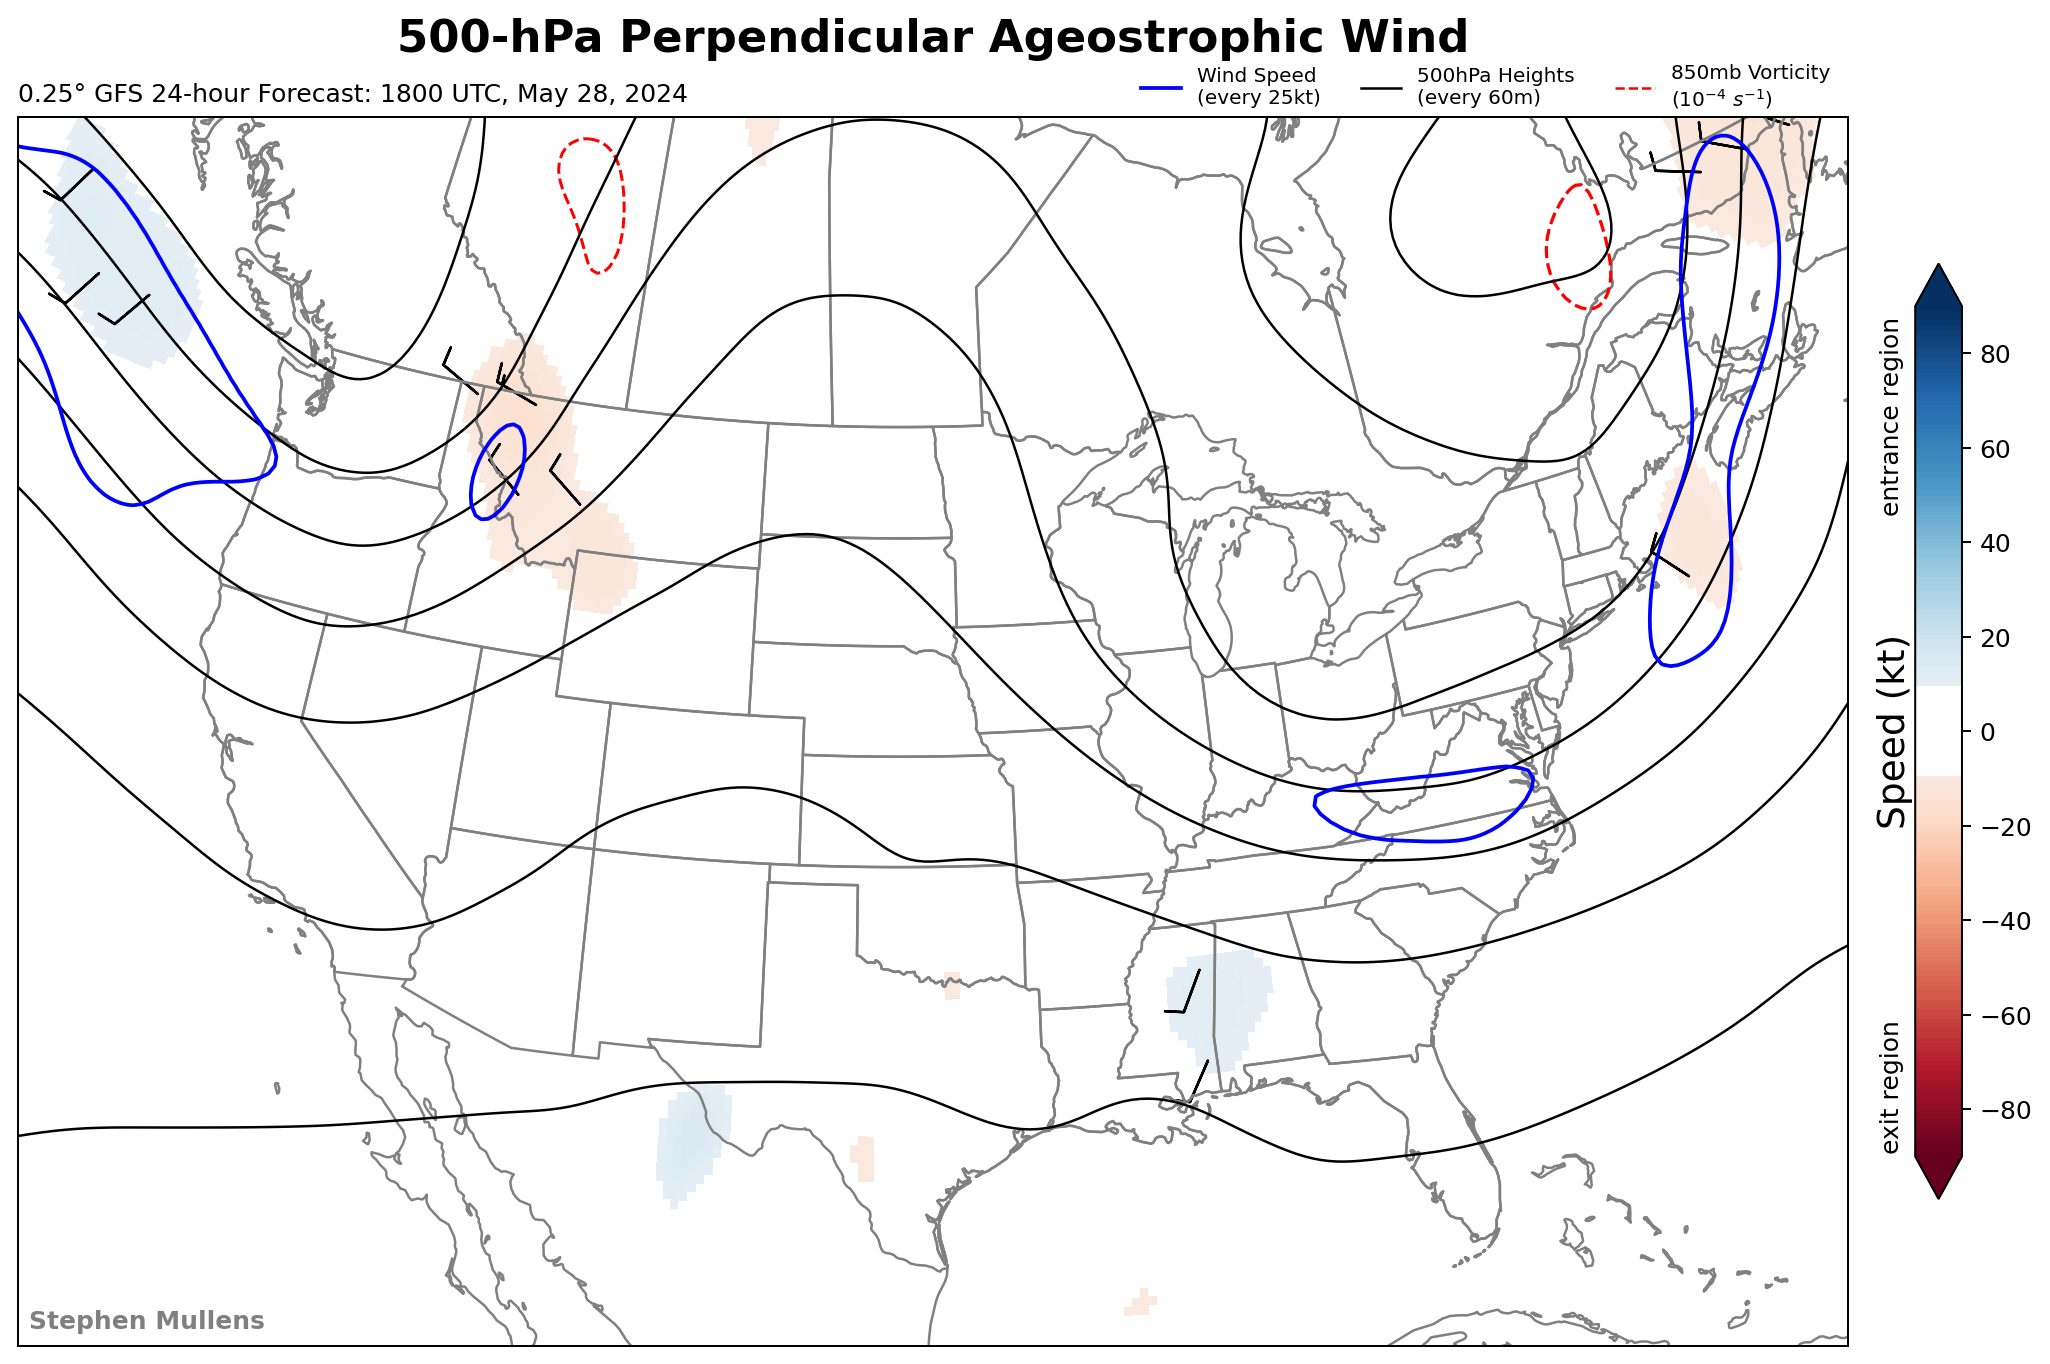 500-hPa Perpendicular Ageostrophic Wind
0.25° GFS 24-hour Forecast: 1800 UTC, May 28, 2024
Wind Speed
(every 25kt)
500hPa Heights
(every 60m)
850mb Vorticity
(10⁻⁴ s⁻¹)
entrance region
Speed (kt)
exit region
80
60
40
20
0
−20
−40
−60
−80
Stephen Mullens